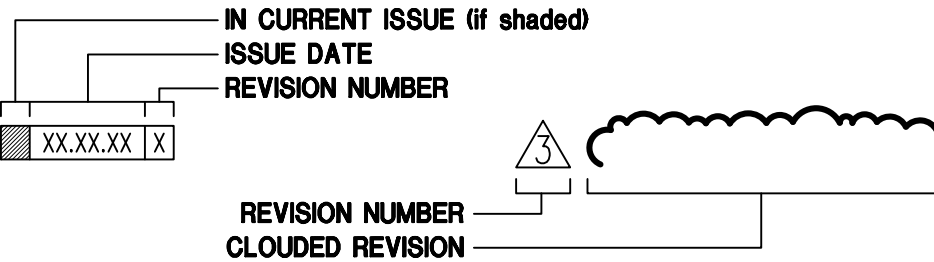 IN CURRENT ISSUE (if shaded)
ISSUE DATE
REVISION NUMBER
XX.XX.XX X
3
REVISION NUMBER
CLOUDED REVISION